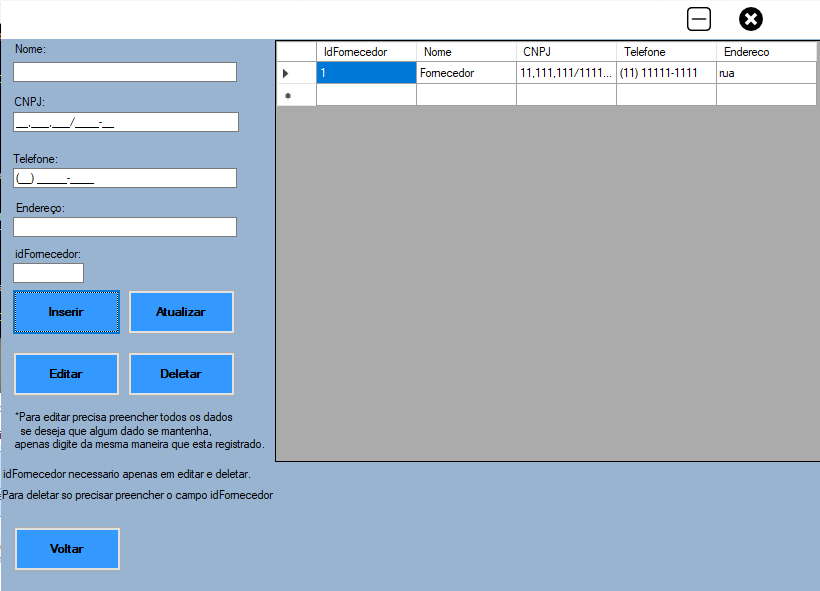 Nome:
CNPJ:
__.___.___/____-__
Telefone:
(__) _____-____
Endereço:
idFornecedor:
Inserir
Atualizar
Editar
Deletar
*Para editar precisa preencher todos os dados
se deseja que algum dado se mantenha,
apenas digite da mesma maneira que esta registrado.
idFornecedor necessario apenas em editar e deletar.
Para deletar so precisar preencher o campo idFornecedor
Voltar
IdFornecedor Nome CNPJ Telefone Endereco
1 Fornecedor 11,111,111/1111... (11) 11111-1111 rua